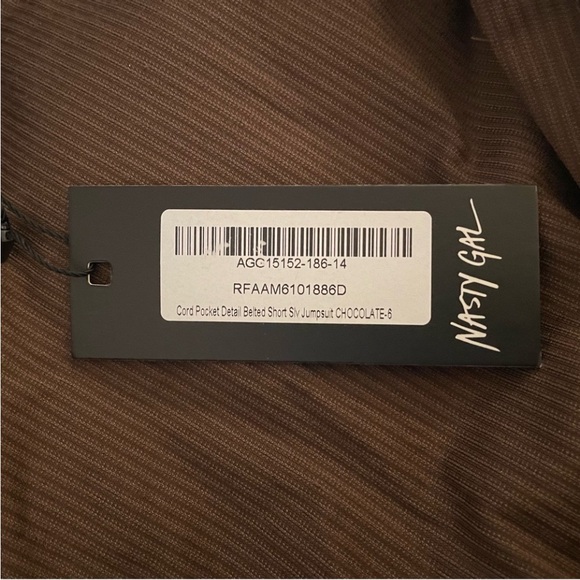 AGC15152-186-14
RFAAM6101886D
Cord Pocket Detail Belted Short Slv Jumpsuit CHOCOLATE-6
NASTY GAL